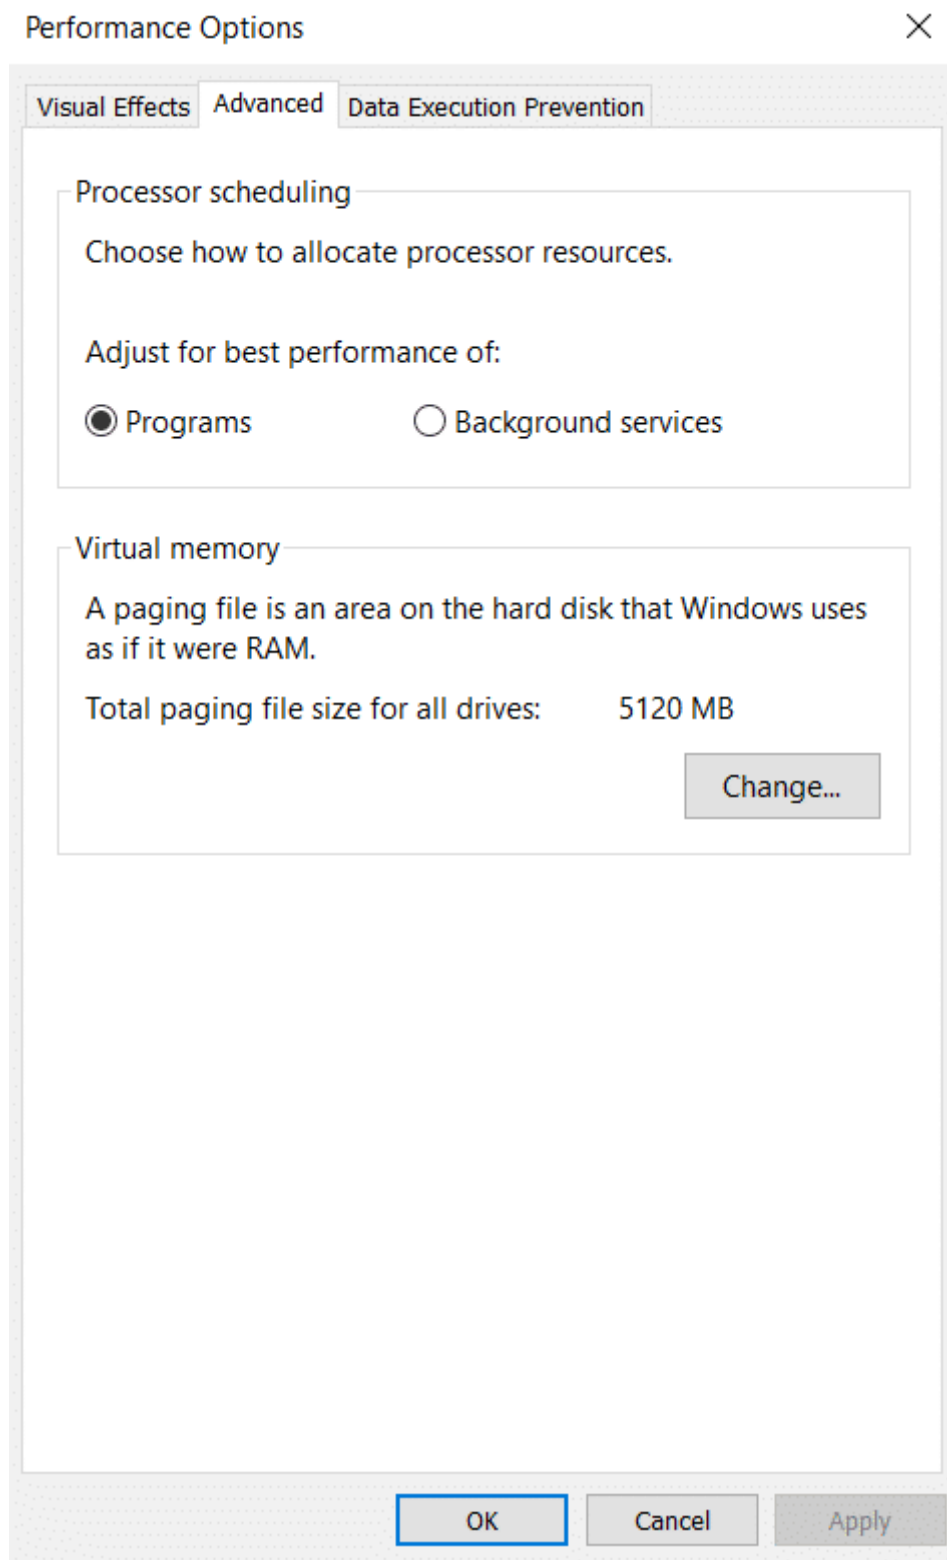 Performance Options
Visual Effects Advanced Data Execution Prevention
Processor scheduling
Choose how to allocate processor resources.
Adjust for best performance of:
Programs Background services
Virtual memory
A paging file is an area on the hard disk that Windows uses
as if it were RAM.
Total paging file size for all drives: 5120 MB
Change...
OK Cancel Apply